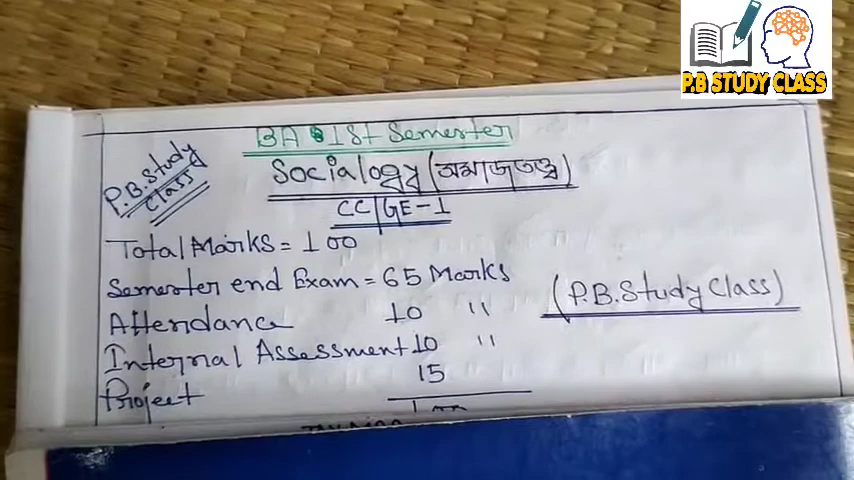 P.B STUDY CLASS
BA 1st Semester
P.B. Study Class
Socialogy (সমাজতত্ত্ব)
CC/GE-1
Total Marks = 100
Semester end Exam = 65 Marks
(P.B. Study Class)
Attendance 10 "
Internal Assessment 10 "
Project 15